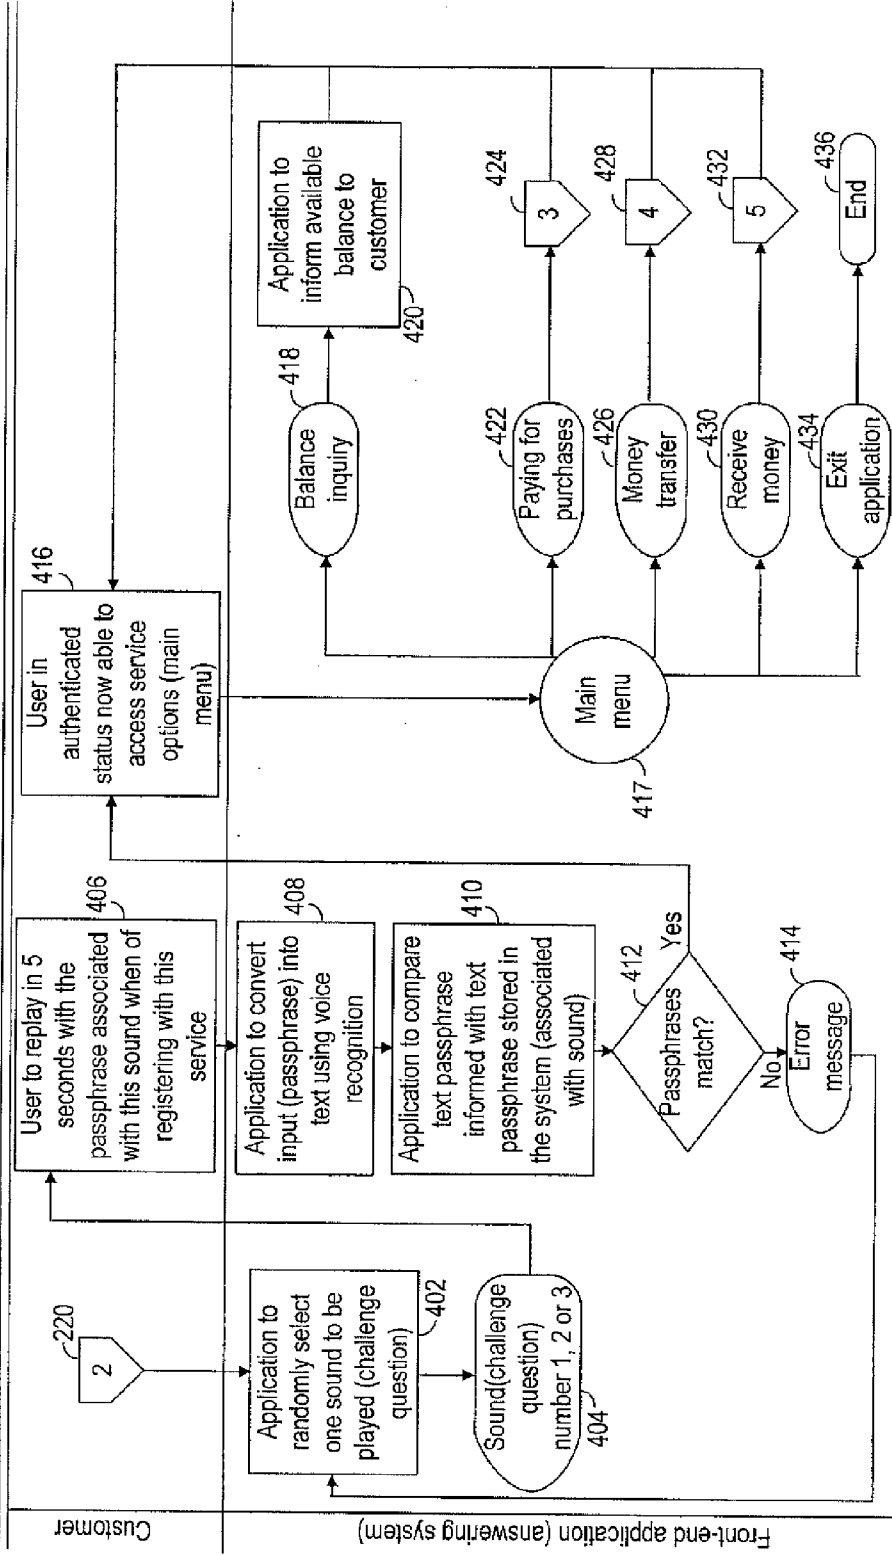 Customer
Front-end application (answering system)
2
220
Application to
randomly select
one sound to be
played (challenge
question)
402
Sound(challenge
question)
number 1, 2 or 3
404
User to replay in 5
seconds with the
passphrase associated
with this sound when of
registering with this
service
406
Application to convert
input (passphrase) into
text using voice
recognition
408
Application to compare
text passphrase
informed with text
passphrase stored in
the system (associated
with sound)
410
Passphrases
match?
412
Yes
No
Error
message
414
User in
authenticated
status now able to
access service
options (main
menu)
416
Main
menu
417
Balance
inquiry
418
Application to
inform available
balance to
customer
420
Paying for
purchases
422
3
424
Money
transfer
426
4
428
Receive
money
430
5
432
Exit
application
434
End
436